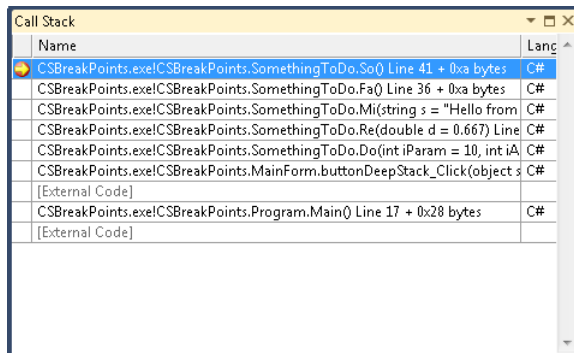 Call Stack
Name Lang
CSBreakPoints.exe!CSBreakPoints.SomethingToDo.So() Line 41 + 0xa bytes C#
CSBreakPoints.exe!CSBreakPoints.SomethingToDo.Fa() Line 36 + 0xa bytes C#
CSBreakPoints.exe!CSBreakPoints.SomethingToDo.Mi(string s = "Hello from C#
CSBreakPoints.exe!CSBreakPoints.SomethingToDo.Re(double d = 0.667) Line C#
CSBreakPoints.exe!CSBreakPoints.SomethingToDo.Do(int iParam = 10, int iA C#
CSBreakPoints.exe!CSBreakPoints.MainForm.buttonDeepStack_Click(object s C#
[External Code]
CSBreakPoints.exe!CSBreakPoints.Program.Main() Line 17 + 0x28 bytes C#
[External Code]